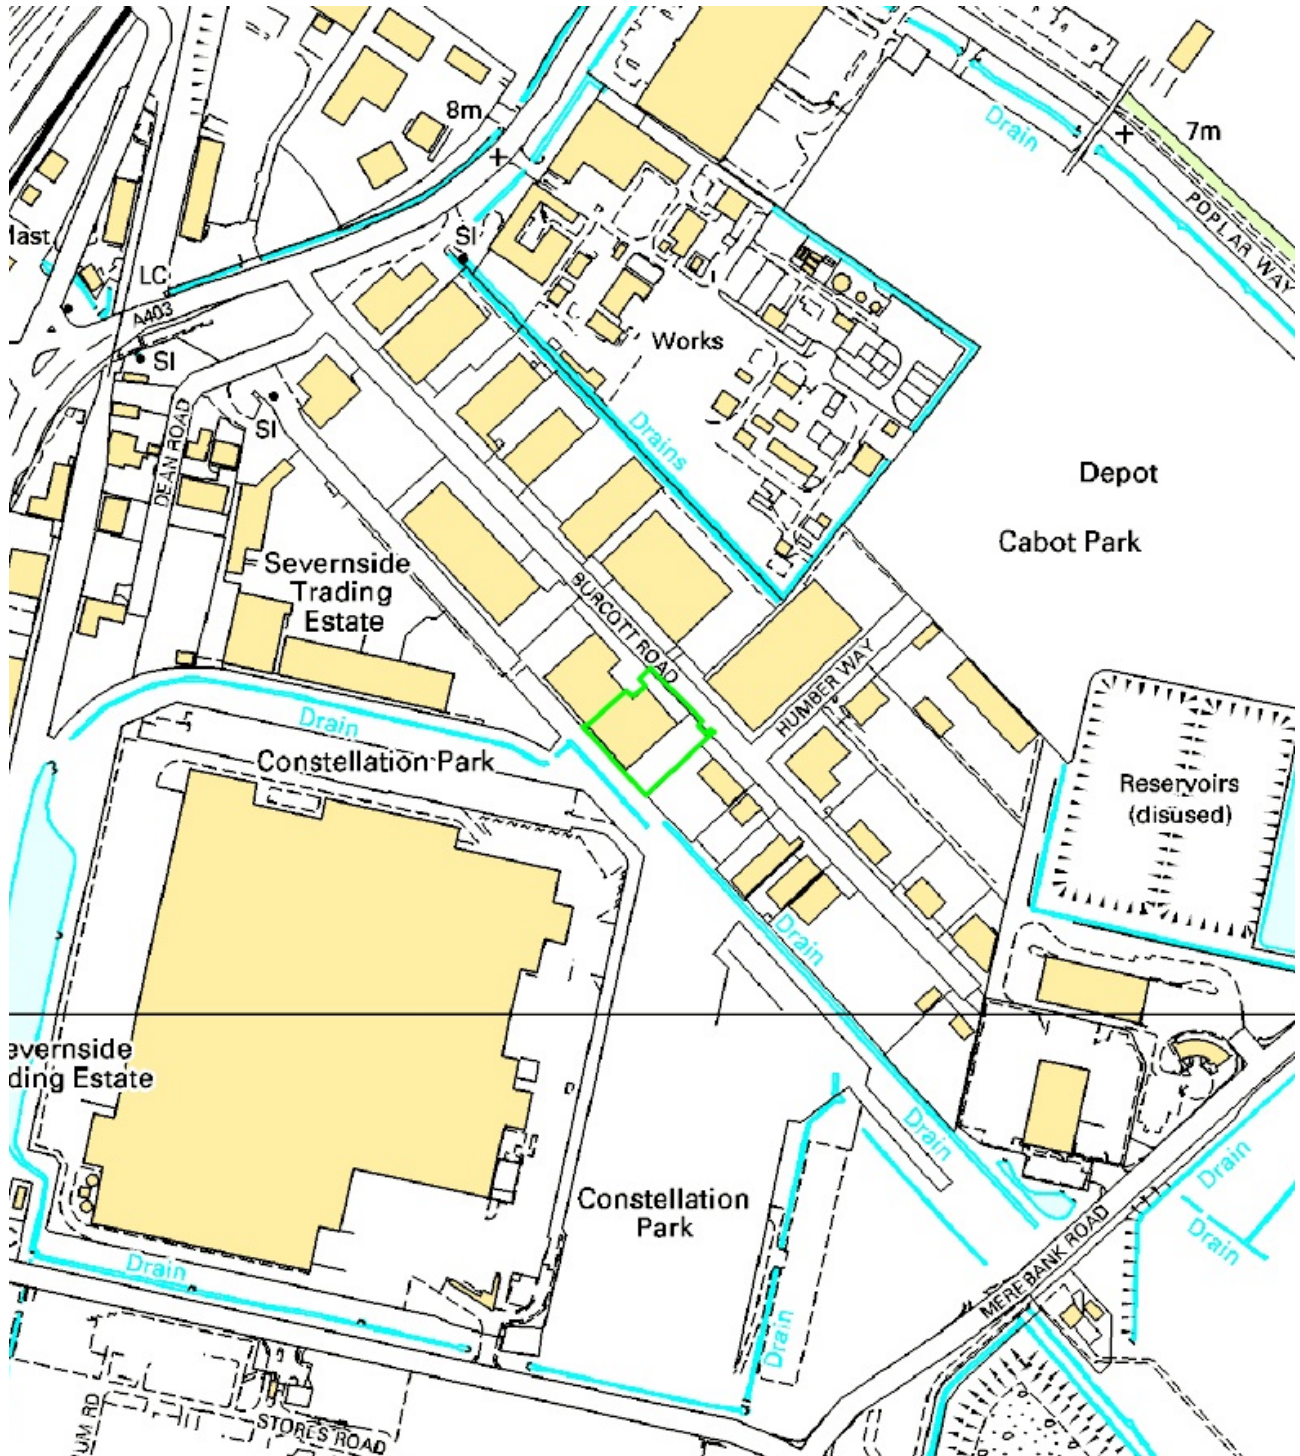 8m
Drain
7m
POPLAR WAY
SI
LC
A403
Works
SI
DEAN ROAD
SI
Drains
Depot
Cabot Park
Severnside
Trading
Estate
BURCOTT ROAD
HUMBER WAY
Drain
Constellation Park
Reservoirs
(disused)
Drain
evernside
ding Estate
Drain
Drain
Constellation
Park
MEREBANK ROAD
Drain
Drain
Drain
STORES ROAD
UM RD